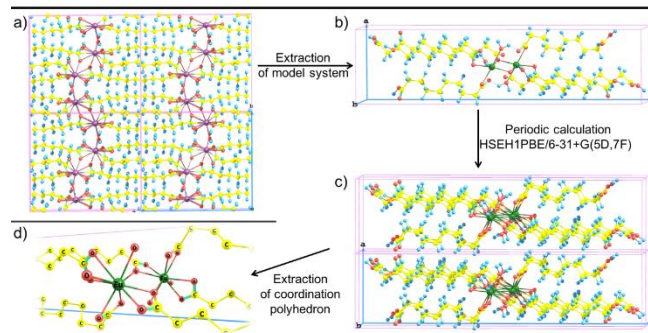 a)
Extraction
of model system
b)
a
b
Periodic calculation
HSEH1PBE/6-31+G(5D,7F)
c)
a
b
d)
Extraction
of coordination
polyhedron